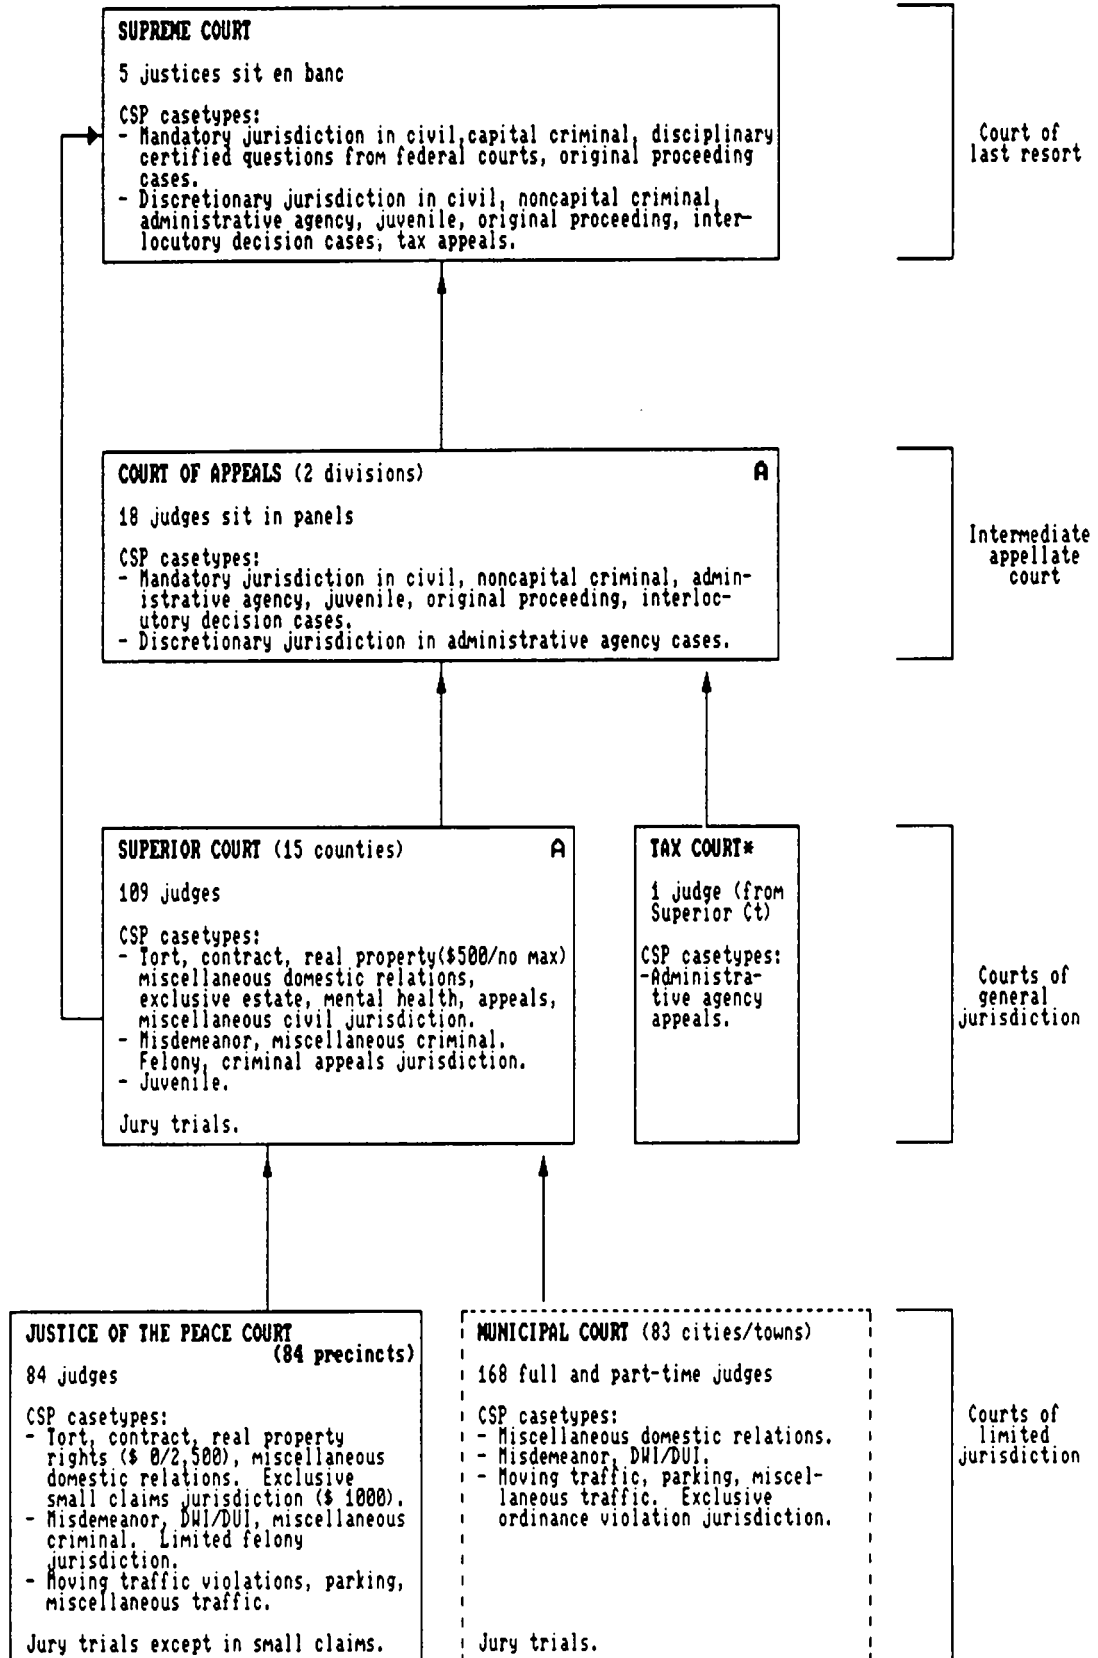 SUPREME COURT
5 justices sit en banc
CSP casetypes:
- Mandatory jurisdiction in civil,capital criminal, disciplinary
certified questions from federal courts, original proceeding
cases.
- Discretionary jurisdiction in civil, noncapital criminal,
administrative agency, juvenile, original proceeding, inter-
locutory decision cases, tax appeals.
Court of
last resort
COURT OF APPEALS (2 divisions) A
18 judges sit in panels
CSP casetypes:
- Mandatory jurisdiction in civil, noncapital criminal, admin-
istrative agency, juvenile, original proceeding, interloc-
utory decision cases.
- Discretionary jurisdiction in administrative agency cases.
Intermediate
appellate
court
SUPERIOR COURT (15 counties) A
109 judges
CSP casetypes:
- Tort, contract, real property($500/no max)
miscellaneous domestic relations,
exclusive estate, mental health, appeals,
miscellaneous civil jurisdiction.
- Misdemeanor, miscellaneous criminal.
Felony, criminal appeals jurisdiction.
- Juvenile.
Jury trials.
TAX COURT*
1 judge (from
Superior Ct)
CSP casetypes:
-Administra-
tive agency
appeals.
Courts of
general
jurisdiction
JUSTICE OF THE PEACE COURT
(84 precincts)
84 judges
CSP casetypes:
- Tort, contract, real property
rights ($ 0/2,500), miscellaneous
domestic relations. Exclusive
small claims jurisdiction ($ 1000).
- Misdemeanor, DWI/DUI, miscellaneous
criminal. Limited felony
jurisdiction.
- Moving traffic violations, parking,
miscellaneous traffic.
Jury trials except in small claims.
MUNICIPAL COURT (83 cities/towns)
168 full and part-time judges
CSP casetypes:
- Miscellaneous domestic relations.
- Misdemeanor, DWI/DUI.
- Moving traffic, parking, miscel-
laneous traffic. Exclusive
ordinance violation jurisdiction.
Jury trials.
Courts of
limited
jurisdiction